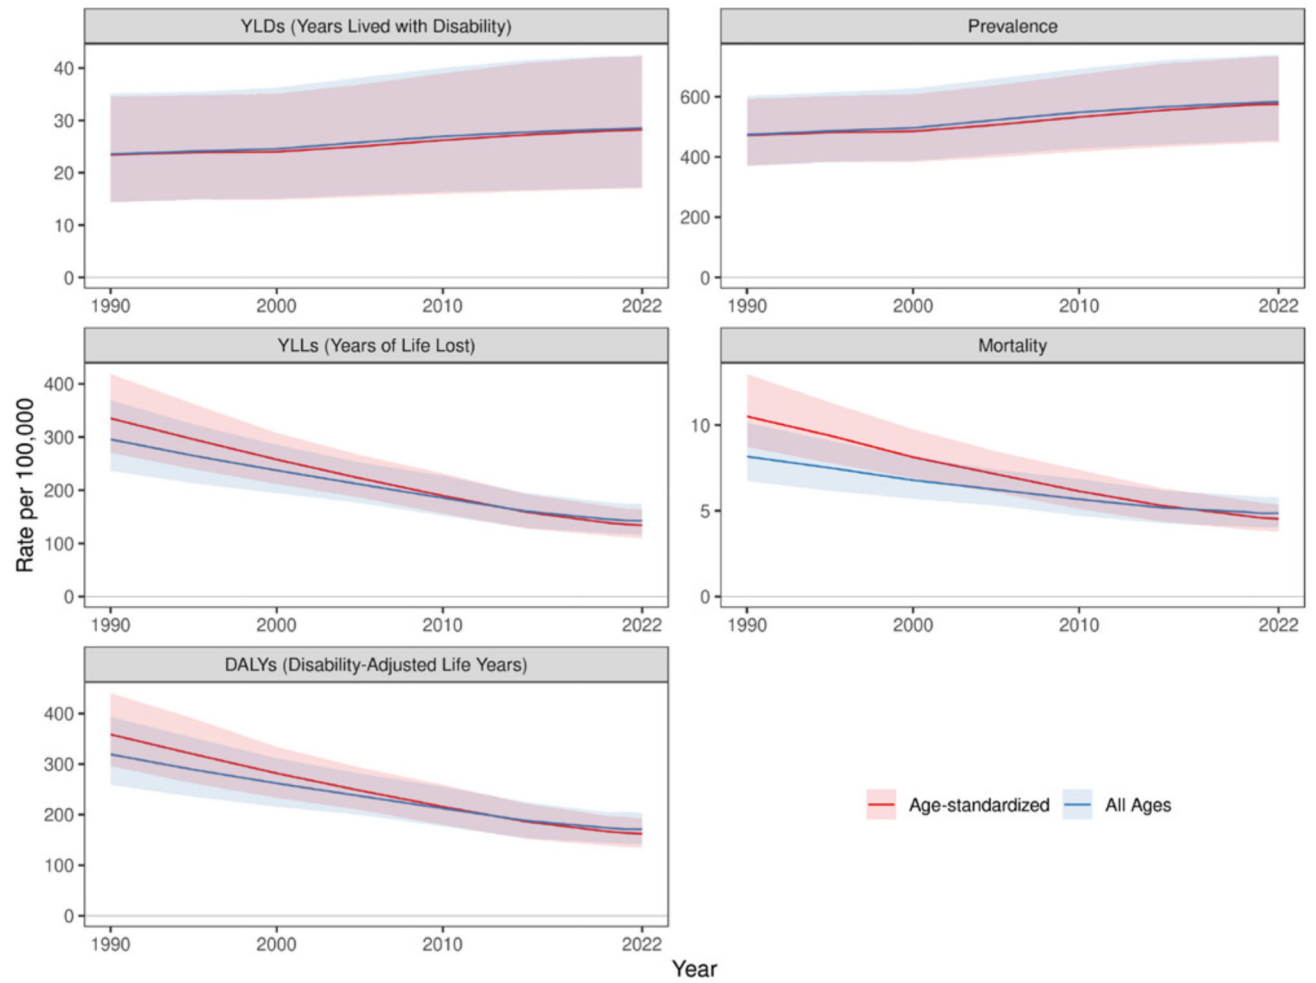 YLDs (Years Lived with Disability)
40
30
20
10
0
1990 2000 2010 2022
Prevalence
600
400
200
0
1990 2000 2010 2022
YLLs (Years of Life Lost)
400
300
200
100
0
1990 2000 2010 2022
Mortality
10
5
0
1990 2000 2010 2022
DALYs (Disability-Adjusted Life Years)
400
300
200
100
0
1990 2000 2010 2022
Rate per 100,000
Year
Age-standardized All Ages